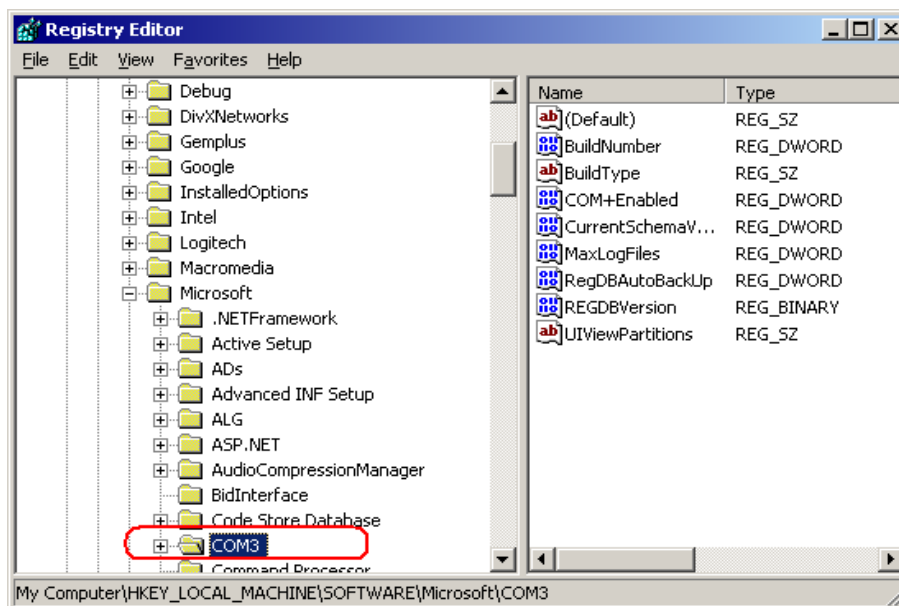 Registry Editor
File Edit View Favorites Help
Debug
DivXNetworks
Gemplus
Google
InstalledOptions
Intel
Logitech
Macromedia
Microsoft
.NETFramework
Active Setup
ADs
Advanced INF Setup
ALG
ASP.NET
AudioCompressionManager
BidInterface
Code Store Database
COM3
Command Processor
Name Type
(Default) REG_SZ
BuildNumber REG_DWORD
BuildType REG_SZ
COM+Enabled REG_DWORD
CurrentSchemaV... REG_DWORD
MaxLogFiles REG_DWORD
RegDBAutoBackUp REG_DWORD
REGDBVersion REG_BINARY
UIViewPartitions REG_SZ
My Computer\HKEY_LOCAL_MACHINE\SOFTWARE\Microsoft\COM3